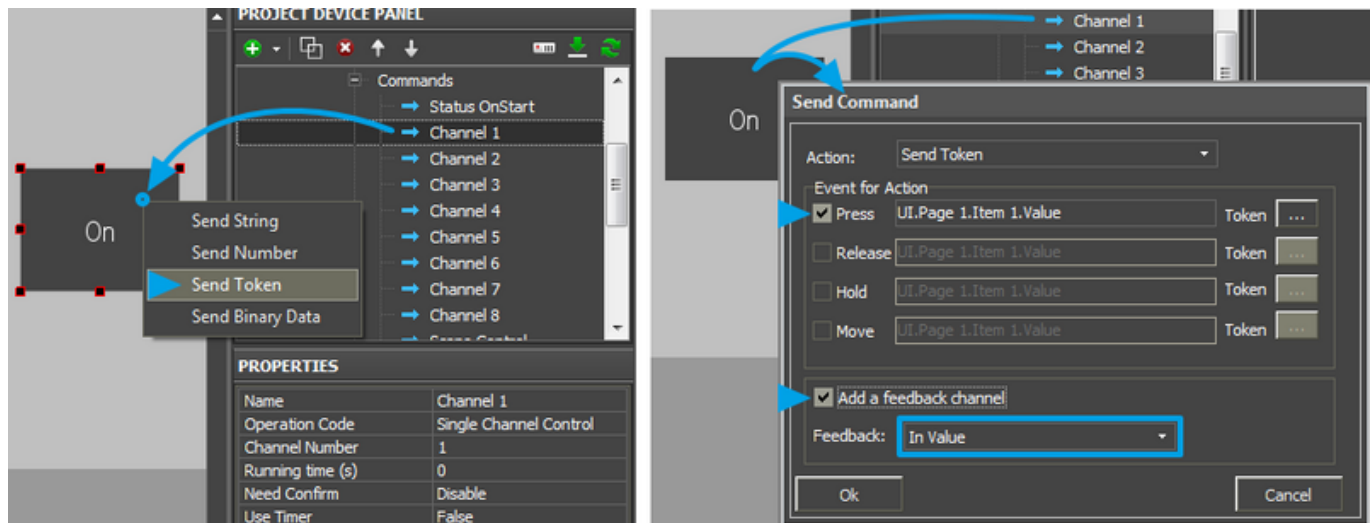 PROJECT DEVICE PANEL
Commands
Status OnStart
Channel 1
Channel 2
Channel 3
Channel 4
Channel 5
Channel 6
Channel 7
Channel 8
Scene Control
On
Send String
Send Number
Send Token
Send Binary Data
PROPERTIES
Name Channel 1
Operation Code Single Channel Control
Channel Number 1
Running time (s) 0
Need Confirm Disable
Use Timer False
Channel 1
Channel 2
Channel 3
On
Send Command
Action: Send Token
Event for Action
Press UI.Page 1.Item 1.Value Token ...
Release UI.Page 1.Item 1.Value Token ...
Hold UI.Page 1.Item 1.Value Token ...
Move UI.Page 1.Item 1.Value Token ...
Add a feedback channel
Feedback: In Value
Ok Cancel